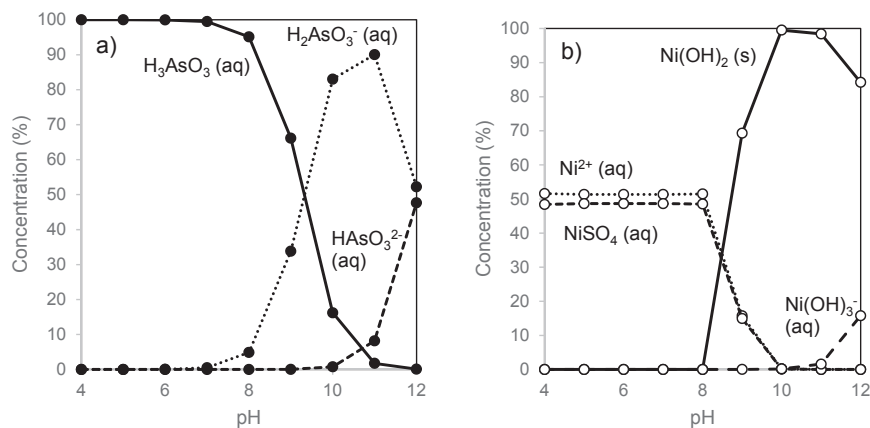 a)
H₂AsO₃⁻ (aq)
H₃AsO₃ (aq)
HAsO₃²⁻
(aq)
Concentration (%)
100
90
80
70
60
50
40
30
20
10
0
4 6 8 10 12
pH
b)
Ni(OH)₂ (s)
Ni²⁺ (aq)
NiSO₄ (aq)
Ni(OH)₃⁻
(aq)
Concentration (%)
100
90
80
70
60
50
40
30
20
10
0
4 6 8 10 12
pH